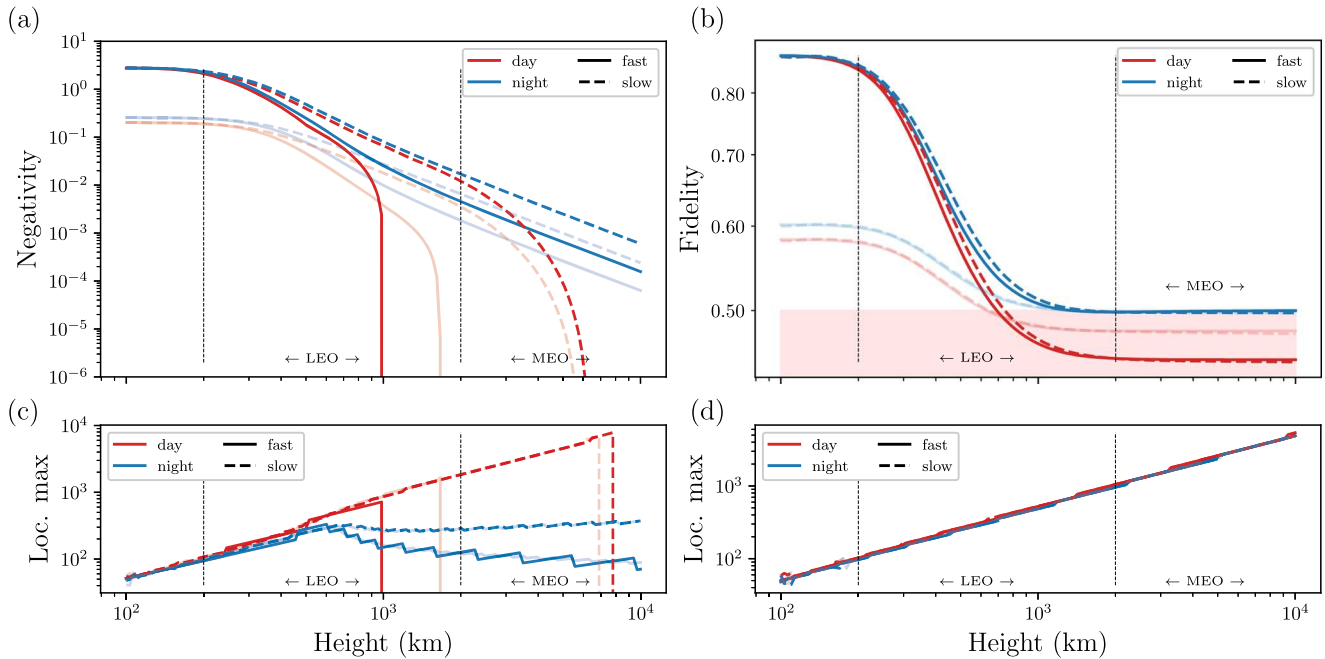 (a)
10^1
10^0
10^-1
10^-2
10^-3
10^-4
10^-5
10^-6
Negativity
day
night
fast
slow
← LEO →
← MEO →
(b)
0.80
0.70
0.60
0.50
Fidelity
day
night
fast
slow
← MEO →
← LEO →
(c)
10^4
10^3
10^2
Loc. max
day
night
fast
slow
← LEO →
← MEO →
10^2
10^3
10^4
Height (km)
(d)
10^3
10^2
Loc. max
day
night
fast
slow
← LEO →
← MEO →
10^2
10^3
10^4
Height (km)